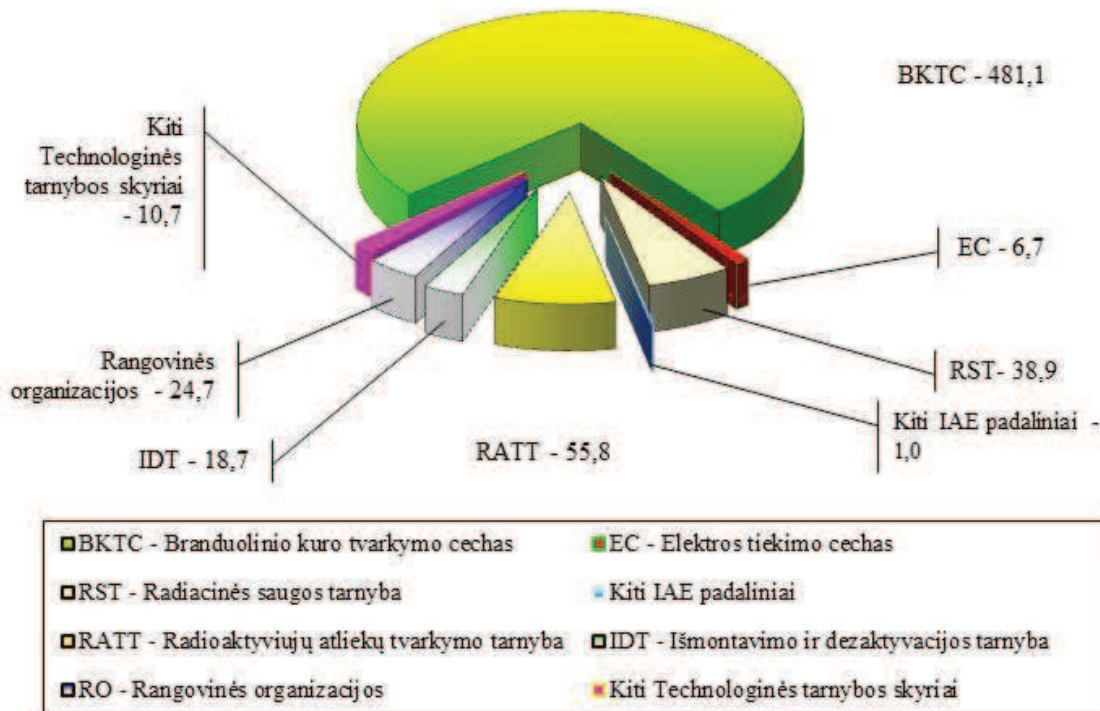 BKTC - 481,1
Kiti
Technologinės
tarnybos skyriai
- 10,7
EC - 6,7
Rangovinės
organizacijos - 24,7
RST- 38,9
Kiti IAE padaliniai -
1,0
IDT - 18,7
RATT - 55,8
BKTC - Branduolinio kuro tvarkymo cechas
EC - Elektros tiekimo cechas
RST - Radiacinės saugos tarnyba
Kiti IAE padaliniai
RATT - Radioaktyviųjų atliekų tvarkymo tarnyba
IDT - Išmontavimo ir dezaktyvacijos tarnyba
RO - Rangovinės organizacijos
Kiti Technologinės tarnybos skyriai